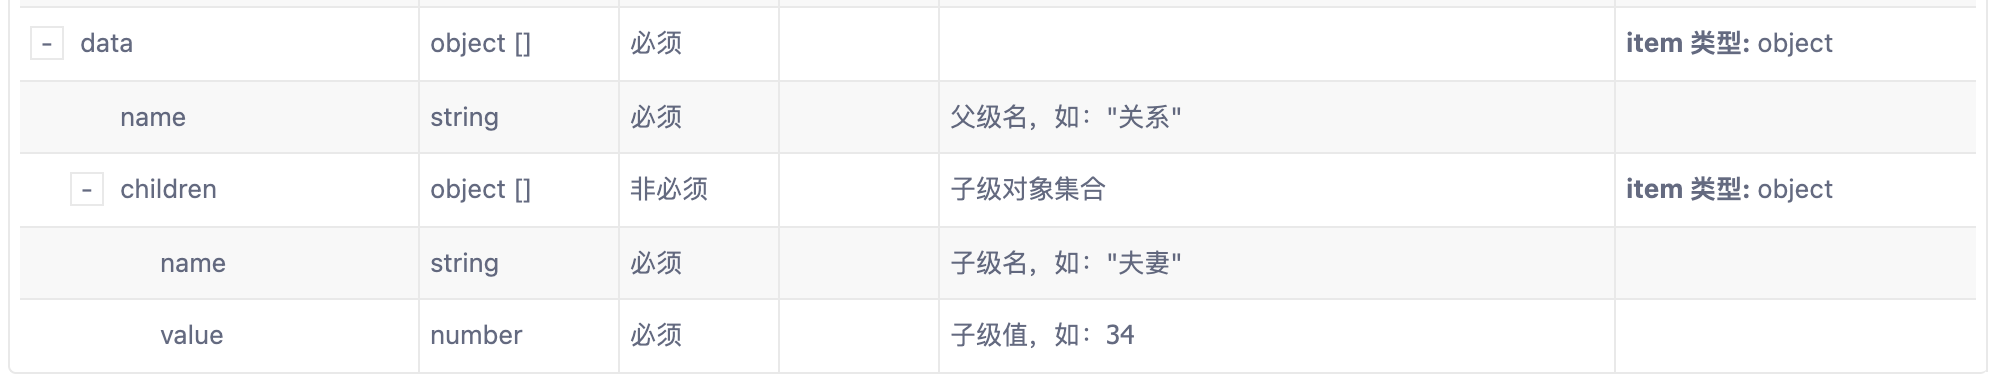 - data object [] 必须 item 类型: object
name string 必须 父级名，如："关系"
- children object [] 非必须 子级对象集合 item 类型: object
name string 必须 子级名，如："夫妻"
value number 必须 子级值，如：34